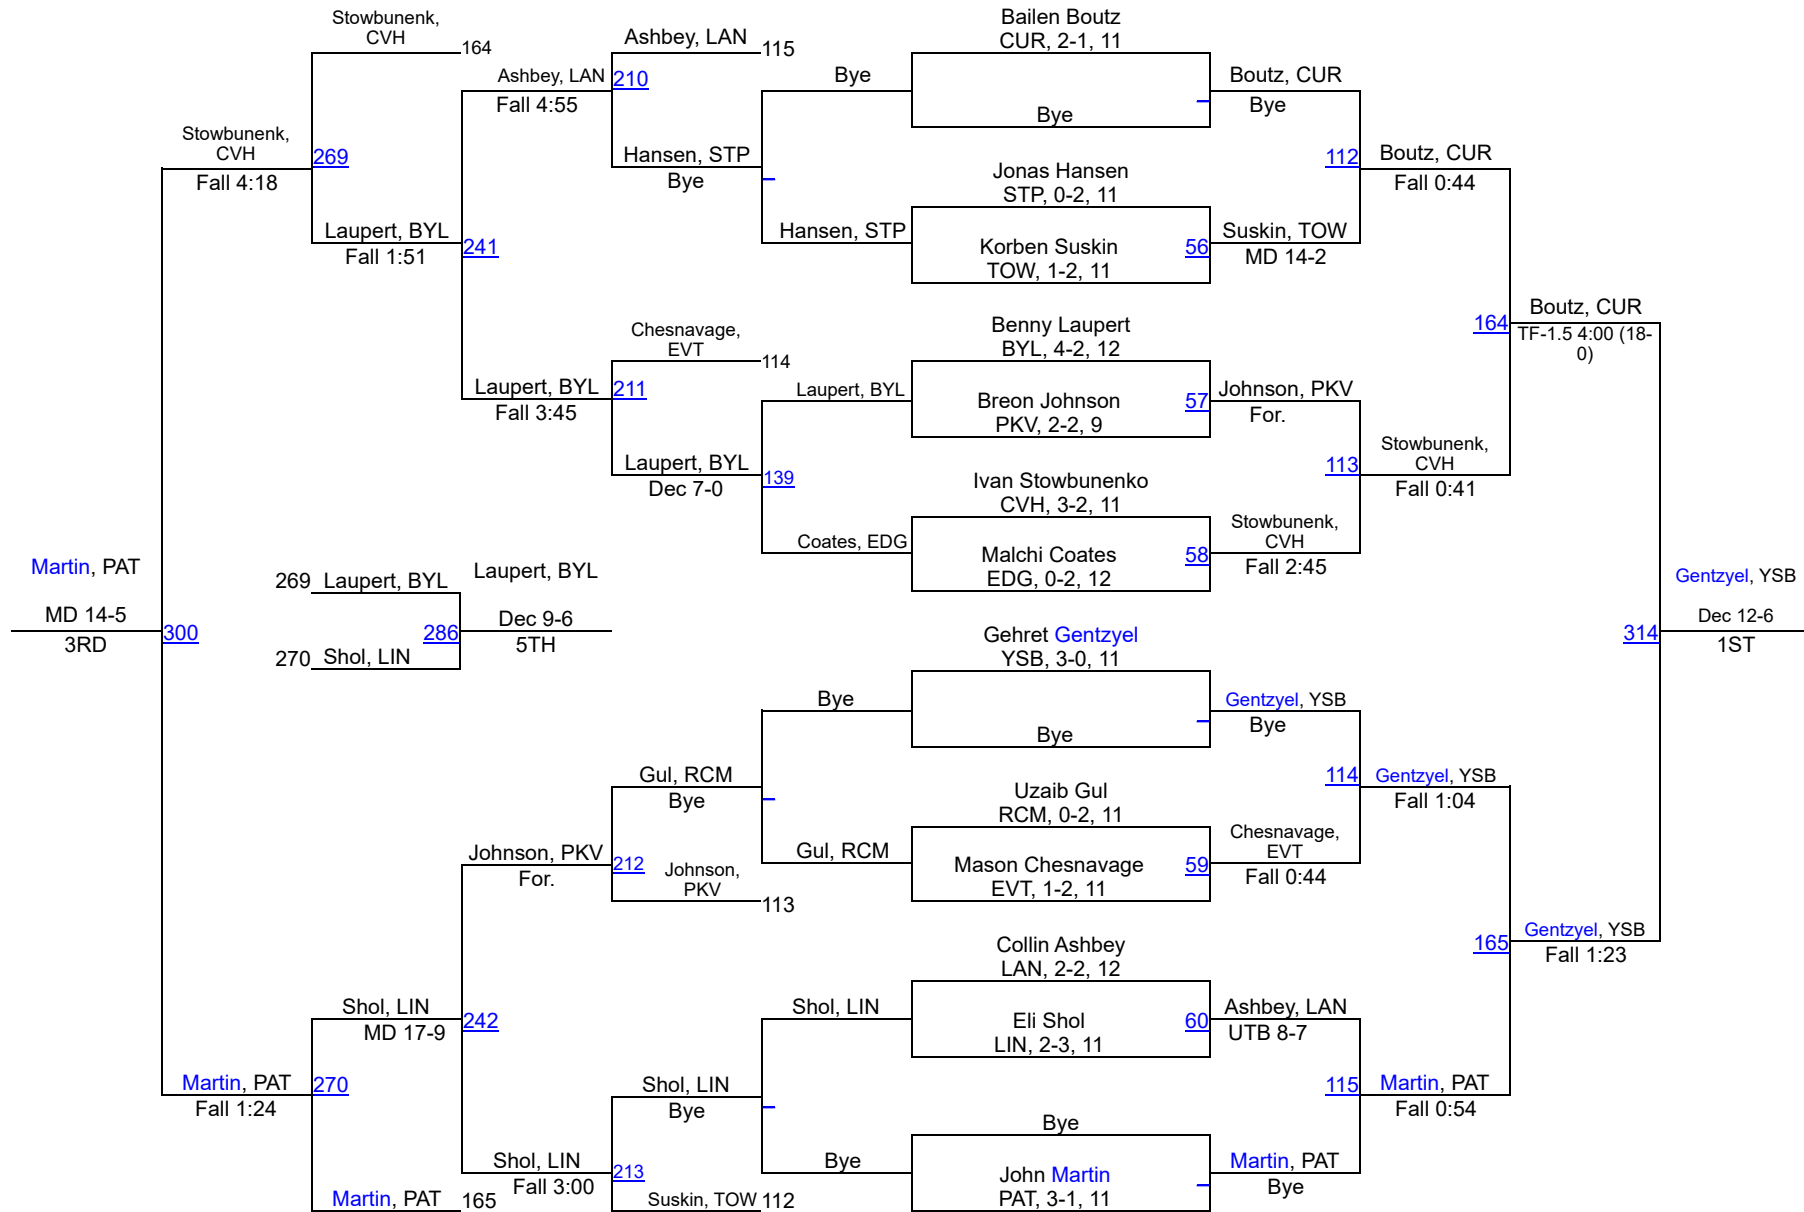 Stowbunenk,
CVH
164
Ashbey, LAN
115
Bailen Boutz
CUR, 2-1, 11
Ashbey, LAN
210
Fall 4:55
Bye
Bye
Boutz, CUR
Bye
Stowbunenk,
CVH
269
Fall 4:18
Hansen, STP
Bye
Jonas Hansen
STP, 0-2, 11
112
Boutz, CUR
Fall 0:44
Laupert, BYL
Fall 1:51
241
Hansen, STP
Korben Suskin
TOW, 1-2, 11
56
Suskin, TOW
MD 14-2
Chesnavage,
EVT
114
Benny Laupert
BYL, 4-2, 12
164
Boutz, CUR
TF-1.5 4:00 (18-
0)
Laupert, BYL
211
Fall 3:45
Laupert, BYL
Breon Johnson
PKV, 2-2, 9
57
Johnson, PKV
For.
Laupert, BYL
139
Dec 7-0
Ivan Stowbunenko
CVH, 3-2, 11
113
Stowbunenk,
CVH
Fall 0:41
Coates, EDG
Malchi Coates
EDG, 0-2, 12
58
Stowbunenk,
CVH
Fall 2:45
Martin, PAT
MD 14-5
3RD
300
269
Laupert, BYL
270
Shol, LIN
286
Laupert, BYL
Dec 9-6
5TH
Gehret Gentzyel
YSB, 3-0, 11
314
Gentzyel, YSB
Dec 12-6
1ST
Bye
Bye
Gentzyel, YSB
Bye
Gul, RCM
Bye
Uzaib Gul
RCM, 0-2, 11
114
Gentzyel, YSB
Fall 1:04
Johnson, PKV
For.
212
Johnson,
PKV
113
Gul, RCM
Mason Chesnavage
EVT, 1-2, 11
59
Chesnavage,
EVT
Fall 0:44
Collin Ashbey
LAN, 2-2, 12
165
Gentzyel, YSB
Fall 1:23
Shol, LIN
MD 17-9
242
Shol, LIN
Eli Shol
LIN, 2-3, 11
60
Ashbey, LAN
UTB 8-7
Martin, PAT
270
Fall 1:24
Shol, LIN
Bye
Bye
115
Martin, PAT
Fall 0:54
Shol, LIN
213
Fall 3:00
Bye
John Martin
PAT, 3-1, 11
Martin, PAT
Bye
Martin, PAT
165
Suskin, TOW
112